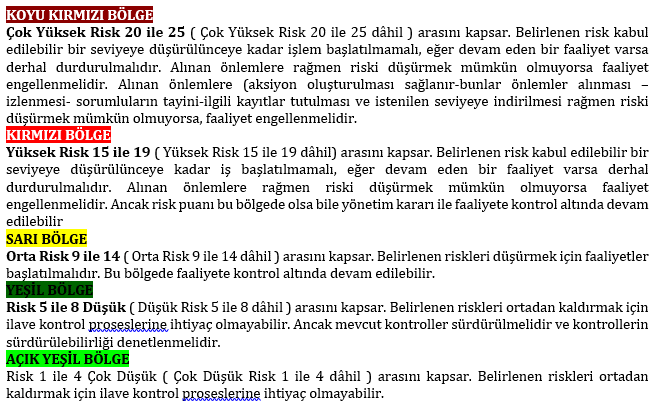 KOYU KIRMIZI BÖLGE
Çok Yüksek Risk 20 ile 25 ( Çok Yüksek Risk 20 ile 25 dâhil ) arasını kapsar. Belirlenen risk kabul
edilebilir bir seviyeye düşürülünceye kadar işlem başlatılmamalı, eğer devam eden bir faaliyet varsa
derhal durdurulmalıdır. Alınan önlemlere rağmen riski düşürmek mümkün olmuyorsa faaliyet
engellenmelidir. Alınan önlemlere (aksiyon oluşturulması sağlanır-bunlar önlemler alınması –
izlenmesi- sorumluların tayini-ilgili kayıtlar tutulması ve istenilen seviyeye indirilmesi rağmen riski
düşürmek mümkün olmuyorsa, faaliyet engellenmelidir.
KIRMIZI BÖLGE
Yüksek Risk 15 ile 19 ( Yüksek Risk 15 ile 19 dâhil) arasını kapsar. Belirlenen risk kabul edilebilir bir
seviyeye düşürülünceye kadar iş başlatılmamalı, eğer devam eden bir faaliyet varsa derhal
durdurulmalıdır. Alınan önlemlere rağmen riski düşürmek mümkün olmuyorsa faaliyet
engellenmelidir. Ancak risk puanı bu bölgede olsa bile yönetim kararı ile faaliyete kontrol altında devam
edilebilir
SARI BÖLGE
Orta Risk 9 ile 14 ( Orta Risk 9 ile 14 dâhil ) arasını kapsar. Belirlenen riskleri düşürmek için faaliyetler
başlatılmalıdır. Bu bölgede faaliyete kontrol altında devam edilebilir.
YEŞİL BÖLGE
Risk 5 ile 8 Düşük ( Düşük Risk 5 ile 8 dâhil ) arasını kapsar. Belirlenen riskleri ortadan kaldırmak için
ilave kontrol proseslerine ihtiyaç olmayabilir. Ancak mevcut kontroller sürdürülmelidir ve kontrollerin
sürdürülebilirliği denetlenmelidir.
AÇIK YEŞİL BÖLGE
Risk 1 ile 4 Çok Düşük ( Çok Düşük Risk 1 ile 4 dâhil ) arasını kapsar. Belirlenen riskleri ortadan
kaldırmak için ilave kontrol proseslerine ihtiyaç olmayabilir.